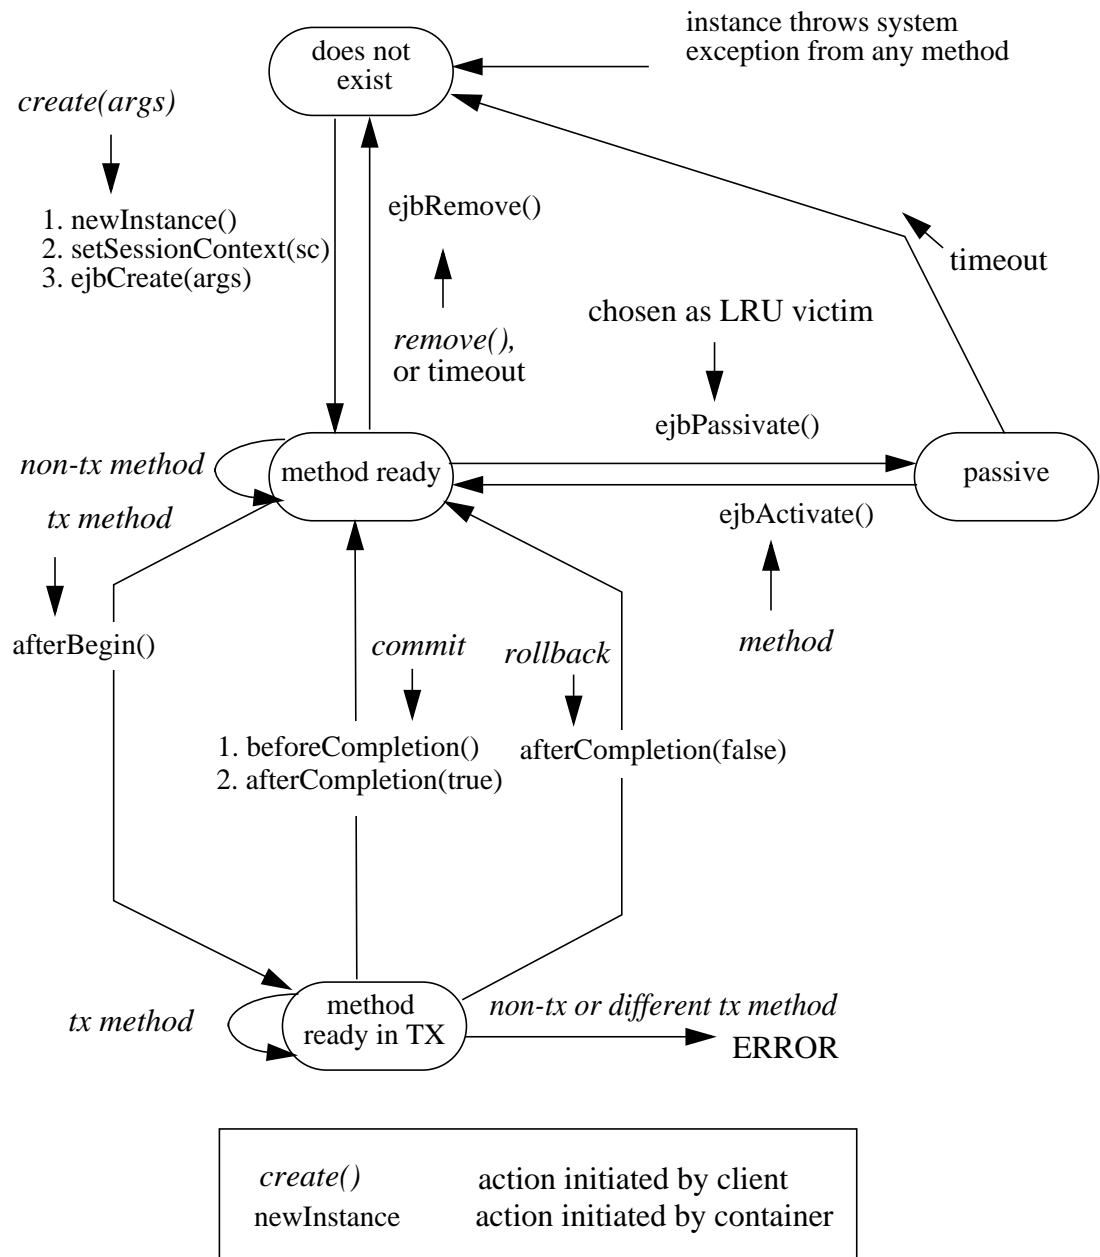 instance throws system
exception from any method
does not
exist
create(args)
1. newInstance()
2. setSessionContext(sc)
3. ejbCreate(args)
ejbRemove()
timeout
chosen as LRU victim
remove(),
or timeout
ejbPassivate()
non-tx method
method ready
passive
tx method
ejbActivate()
afterBegin()
commit
rollback
method
1. beforeCompletion()
2. afterCompletion(true)
afterCompletion(false)
tx method
method
ready in TX
non-tx or different tx method
ERROR
create() action initiated by client
newInstance action initiated by container